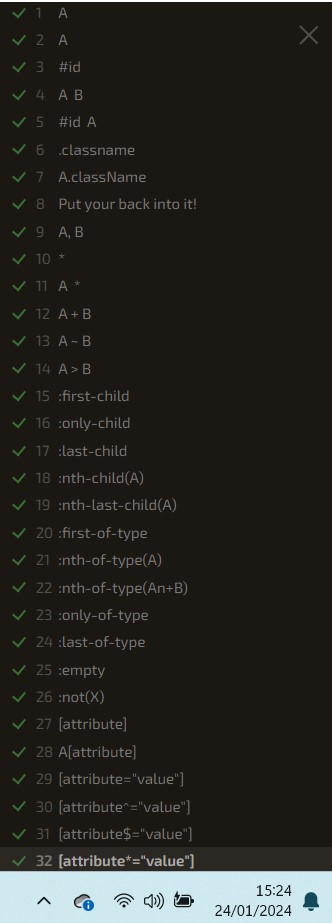 1 A
2 A
3 #id
4 A B
5 #id A
6 .classname
7 A.className
8 Put your back into it!
9 A, B
10 *
11 A *
12 A + B
13 A ~ B
14 A > B
15 :first-child
16 :only-child
17 :last-child
18 :nth-child(A)
19 :nth-last-child(A)
20 :first-of-type
21 :nth-of-type(A)
22 :nth-of-type(An+B)
23 :only-of-type
24 :last-of-type
25 :empty
26 :not(X)
27 [attribute]
28 A[attribute]
29 [attribute="value"]
30 [attribute^="value"]
31 [attribute$="value"]
32 [attribute*="value"]
15:24
24/01/2024